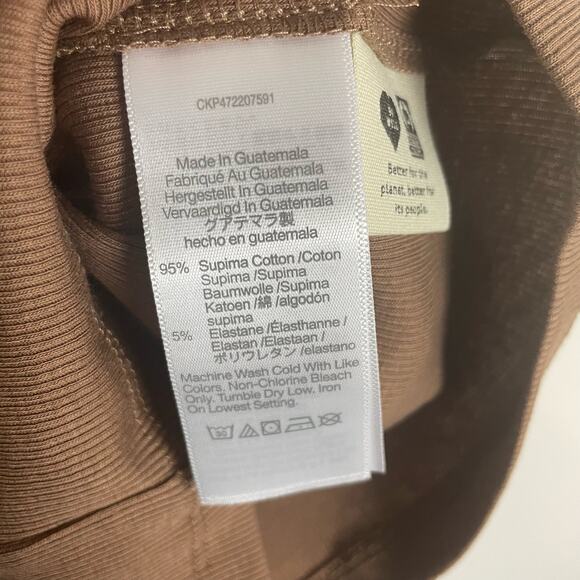 CKP472207591
Made In Guatemala
Fabriqué Au Guatemala
Hergestellt In Guatemala
Vervaardigd In Guatemala
グアテマラ製
hecho en guatemala
95% Supima Cotton /Coton
Supima /Supima
Baumwolle /Supima
Katoen /綿 /algodón
supima
5% Elastane /Élasthanne /
Elastan /Elastaan /
ポリウレタン /elastano
Machine Wash Cold With Like
Colors, Non-Chlorine Bleach
Only, Tumble Dry Low, Iron
On Lowest Setting.
30
Better for the
planet, better for
its people.